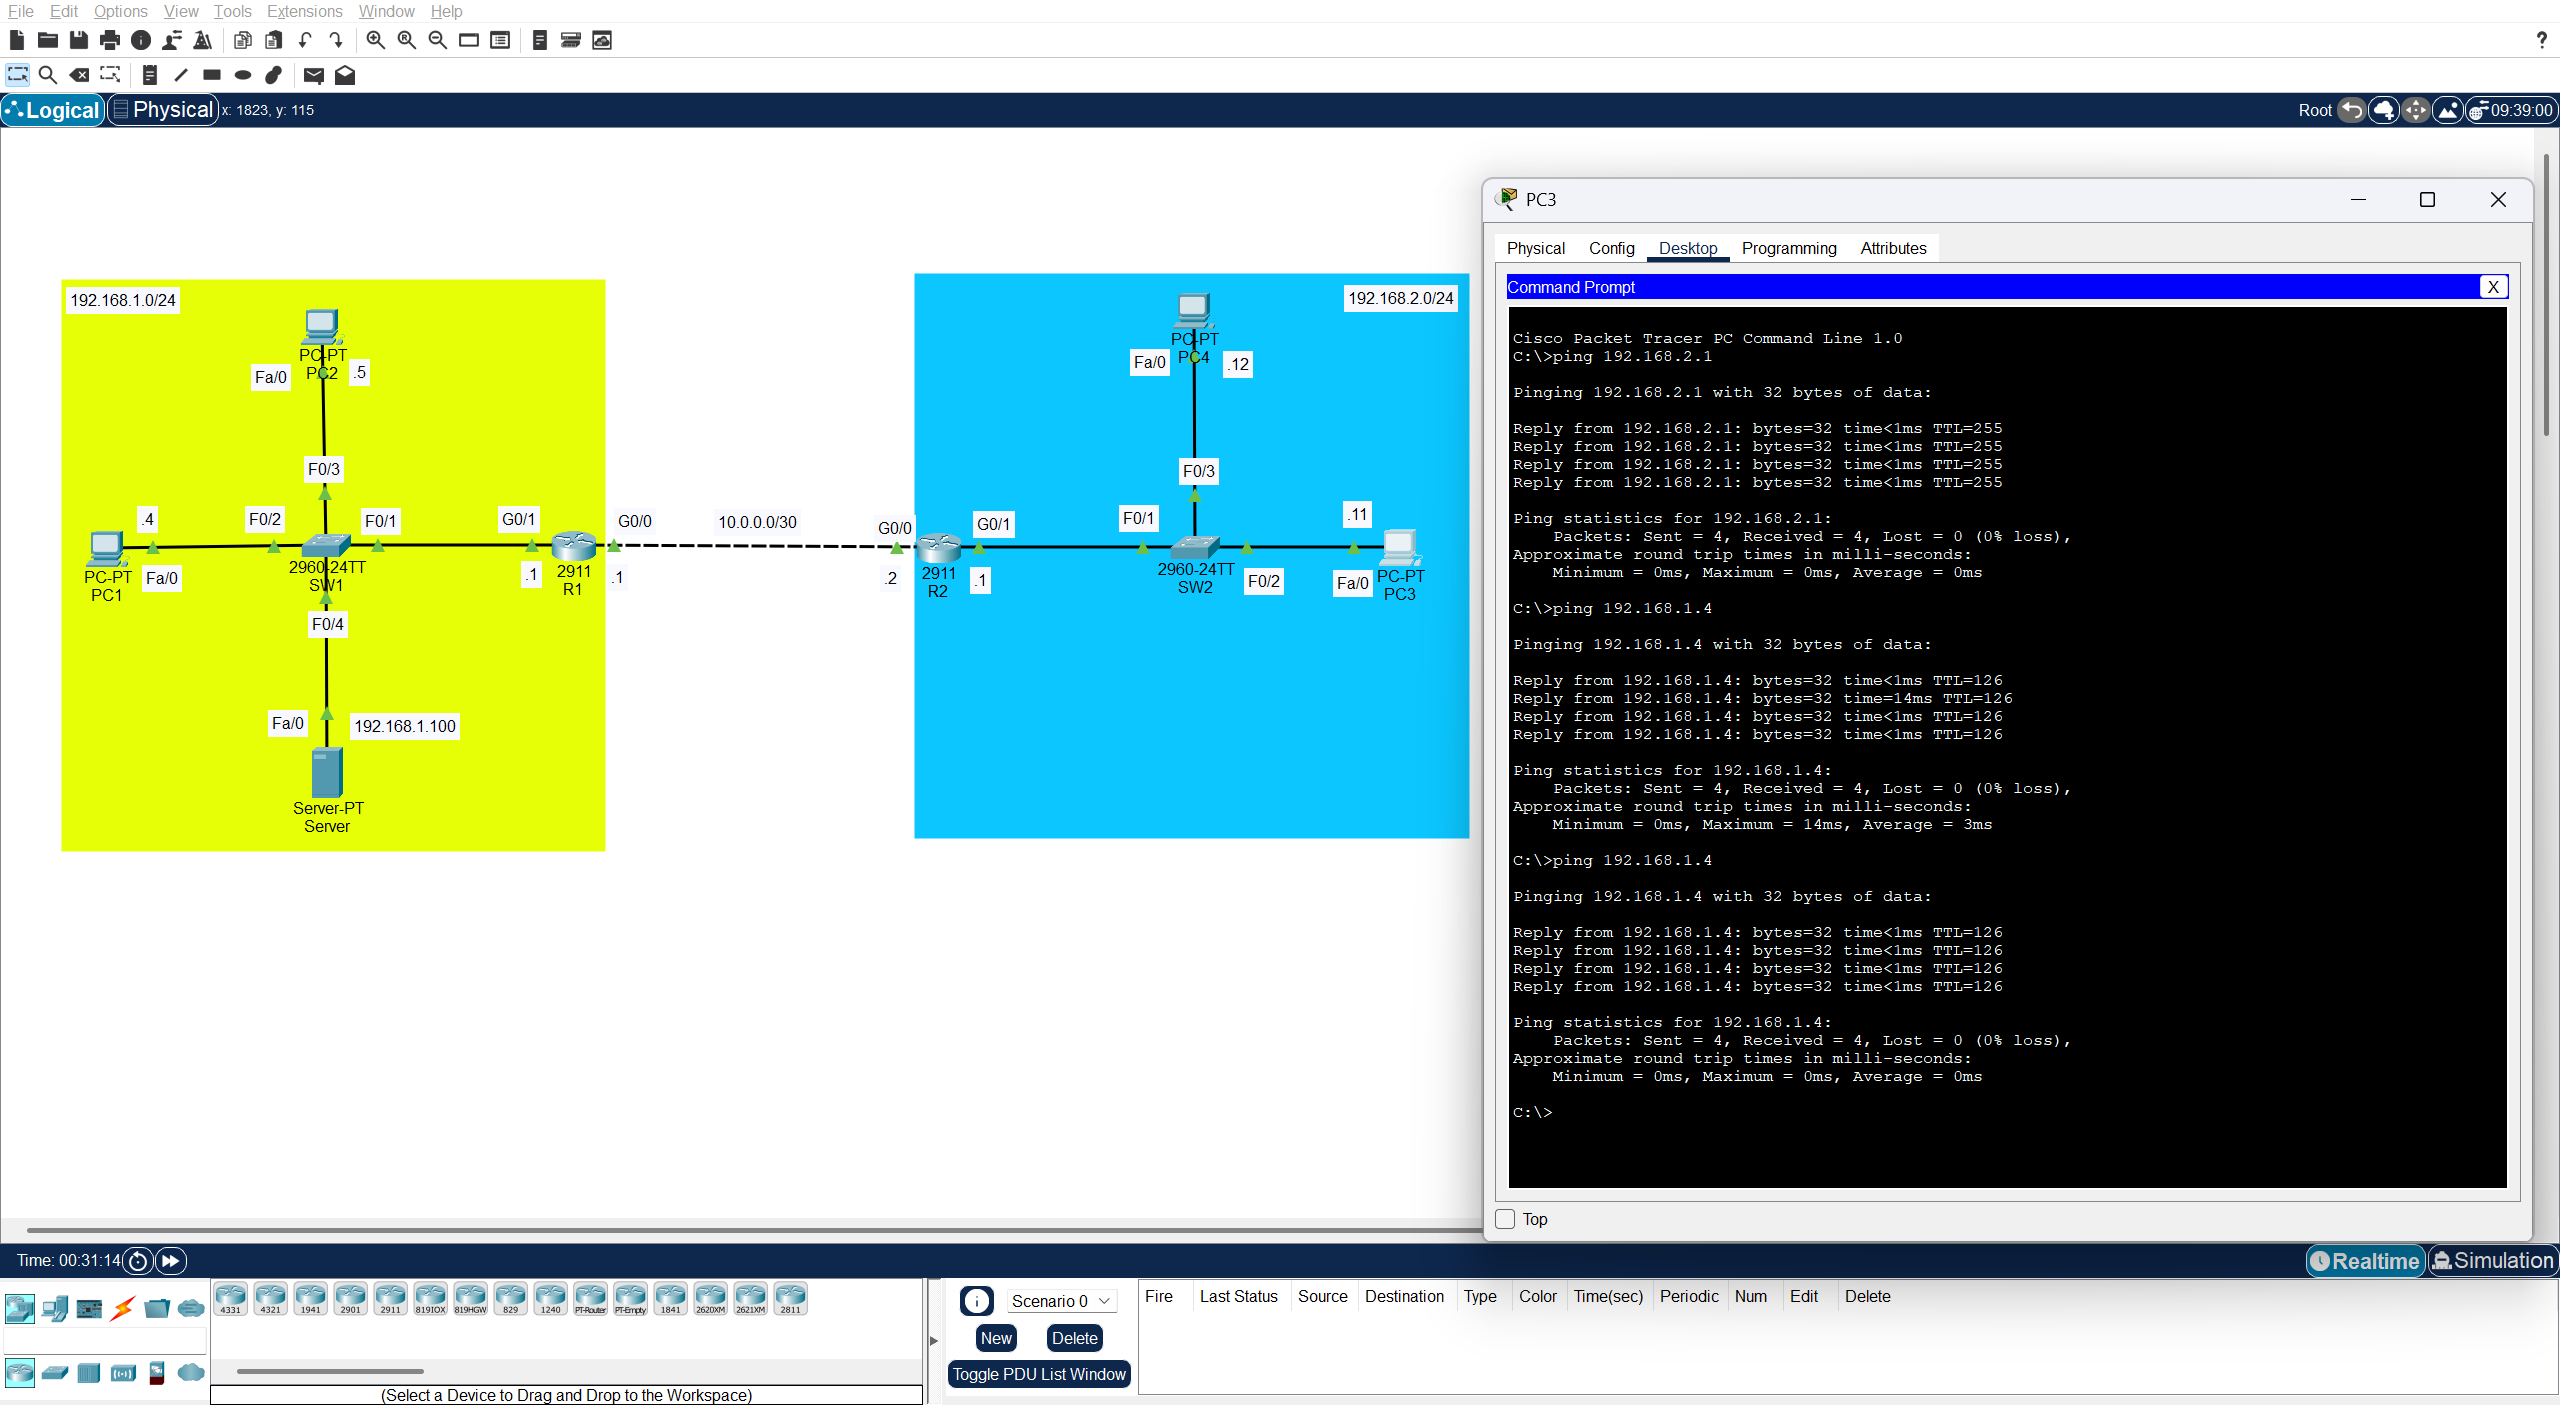 File Edit Options View Tools Extensions Window Help
?
Logical Physical x: 1823, y: 115
Root 09:39:00
192.168.1.0/24
PC-PT
PC2
Fa/0
.5
F0/3
.4
F0/2
F0/1
G0/1
G0/0
PC-PT
PC1
Fa/0
2960-24TT
SW1
.1
2911
R1
.1
F0/4
Fa/0
192.168.1.100
Server-PT
Server
10.0.0.0/30
192.168.2.0/24
PC-PT
PC4
Fa/0
.12
F0/3
G0/0
G0/1
F0/1
.11
.2
2911
R2
.1
2960-24TT
SW2
F0/2
Fa/0
PC-PT
PC3
PC3
Physical Config Desktop Programming Attributes
Command Prompt X
Cisco Packet Tracer PC Command Line 1.0
C:\>ping 192.168.2.1
Pinging 192.168.2.1 with 32 bytes of data:
Reply from 192.168.2.1: bytes=32 time<1ms TTL=255
Reply from 192.168.2.1: bytes=32 time<1ms TTL=255
Reply from 192.168.2.1: bytes=32 time<1ms TTL=255
Reply from 192.168.2.1: bytes=32 time<1ms TTL=255
Ping statistics for 192.168.2.1:
Packets: Sent = 4, Received = 4, Lost = 0 (0% loss),
Approximate round trip times in milli-seconds:
Minimum = 0ms, Maximum = 0ms, Average = 0ms
C:\>ping 192.168.1.4
Pinging 192.168.1.4 with 32 bytes of data:
Reply from 192.168.1.4: bytes=32 time<1ms TTL=126
Reply from 192.168.1.4: bytes=32 time=14ms TTL=126
Reply from 192.168.1.4: bytes=32 time<1ms TTL=126
Reply from 192.168.1.4: bytes=32 time<1ms TTL=126
Ping statistics for 192.168.1.4:
Packets: Sent = 4, Received = 4, Lost = 0 (0% loss),
Approximate round trip times in milli-seconds:
Minimum = 0ms, Maximum = 14ms, Average = 3ms
C:\>ping 192.168.1.4
Pinging 192.168.1.4 with 32 bytes of data:
Reply from 192.168.1.4: bytes=32 time<1ms TTL=126
Reply from 192.168.1.4: bytes=32 time<1ms TTL=126
Reply from 192.168.1.4: bytes=32 time<1ms TTL=126
Reply from 192.168.1.4: bytes=32 time<1ms TTL=126
Ping statistics for 192.168.1.4:
Packets: Sent = 4, Received = 4, Lost = 0 (0% loss),
Approximate round trip times in milli-seconds:
Minimum = 0ms, Maximum = 0ms, Average = 0ms
C:\>
Top
Time: 00:31:14
Realtime Simulation
4331 4321 1941 2901 2911 819IOX 819HGW 829 1240 PT-Router PT-Empty 1841 2620XM 2621XM 2811
(Select a Device to Drag and Drop to the Workspace)
Scenario 0
New Delete
Toggle PDU List Window
Fire Last Status Source Destination Type Color Time(sec) Periodic Num Edit Delete